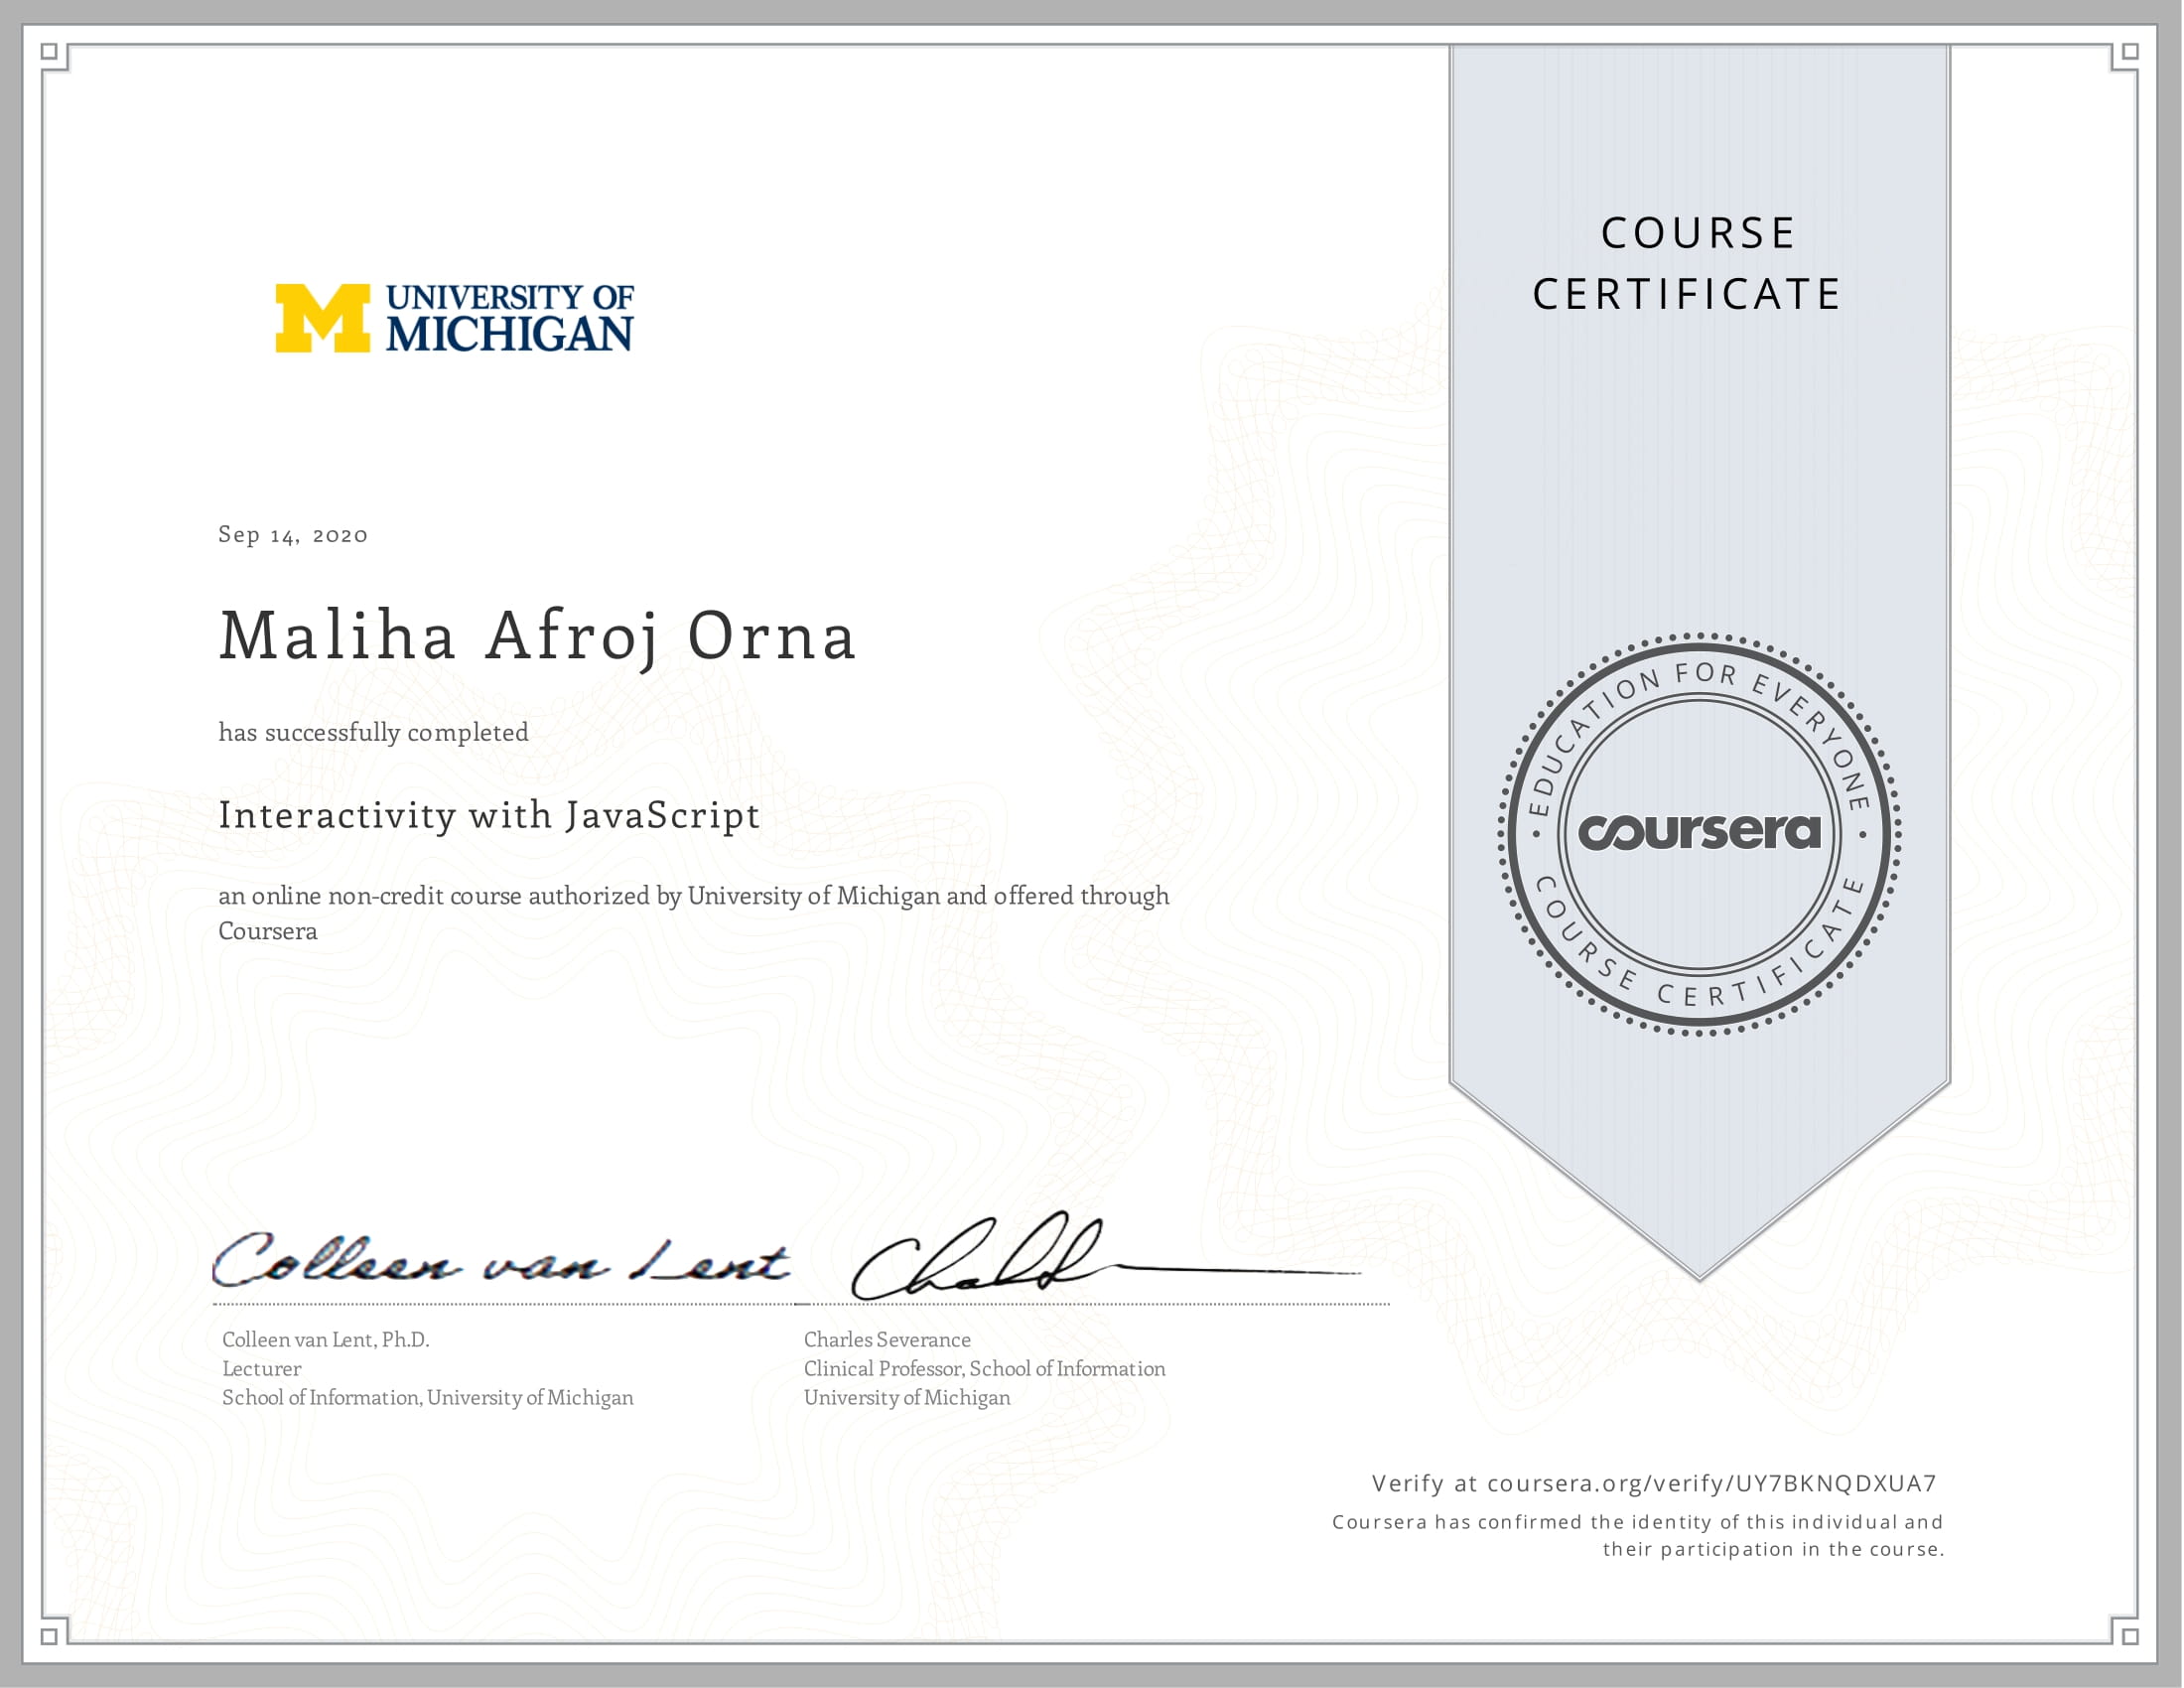 UNIVERSITY OF
MICHIGAN
COURSE
CERTIFICATE
Sep 14, 2020
Maliha Afroj Orna
has successfully completed
Interactivity with JavaScript
an online non-credit course authorized by University of Michigan and offered through
Coursera
EDUCATION FOR EVERYONE
coursera
COURSE CERTIFICATE
Colleen van Lent
Colleen van Lent, Ph.D.
Lecturer
School of Information, University of Michigan
Charles Severance
Clinical Professor, School of Information
University of Michigan
Verify at coursera.org/verify/UY7BKNQDXUA7
Coursera has confirmed the identity of this individual and
their participation in the course.